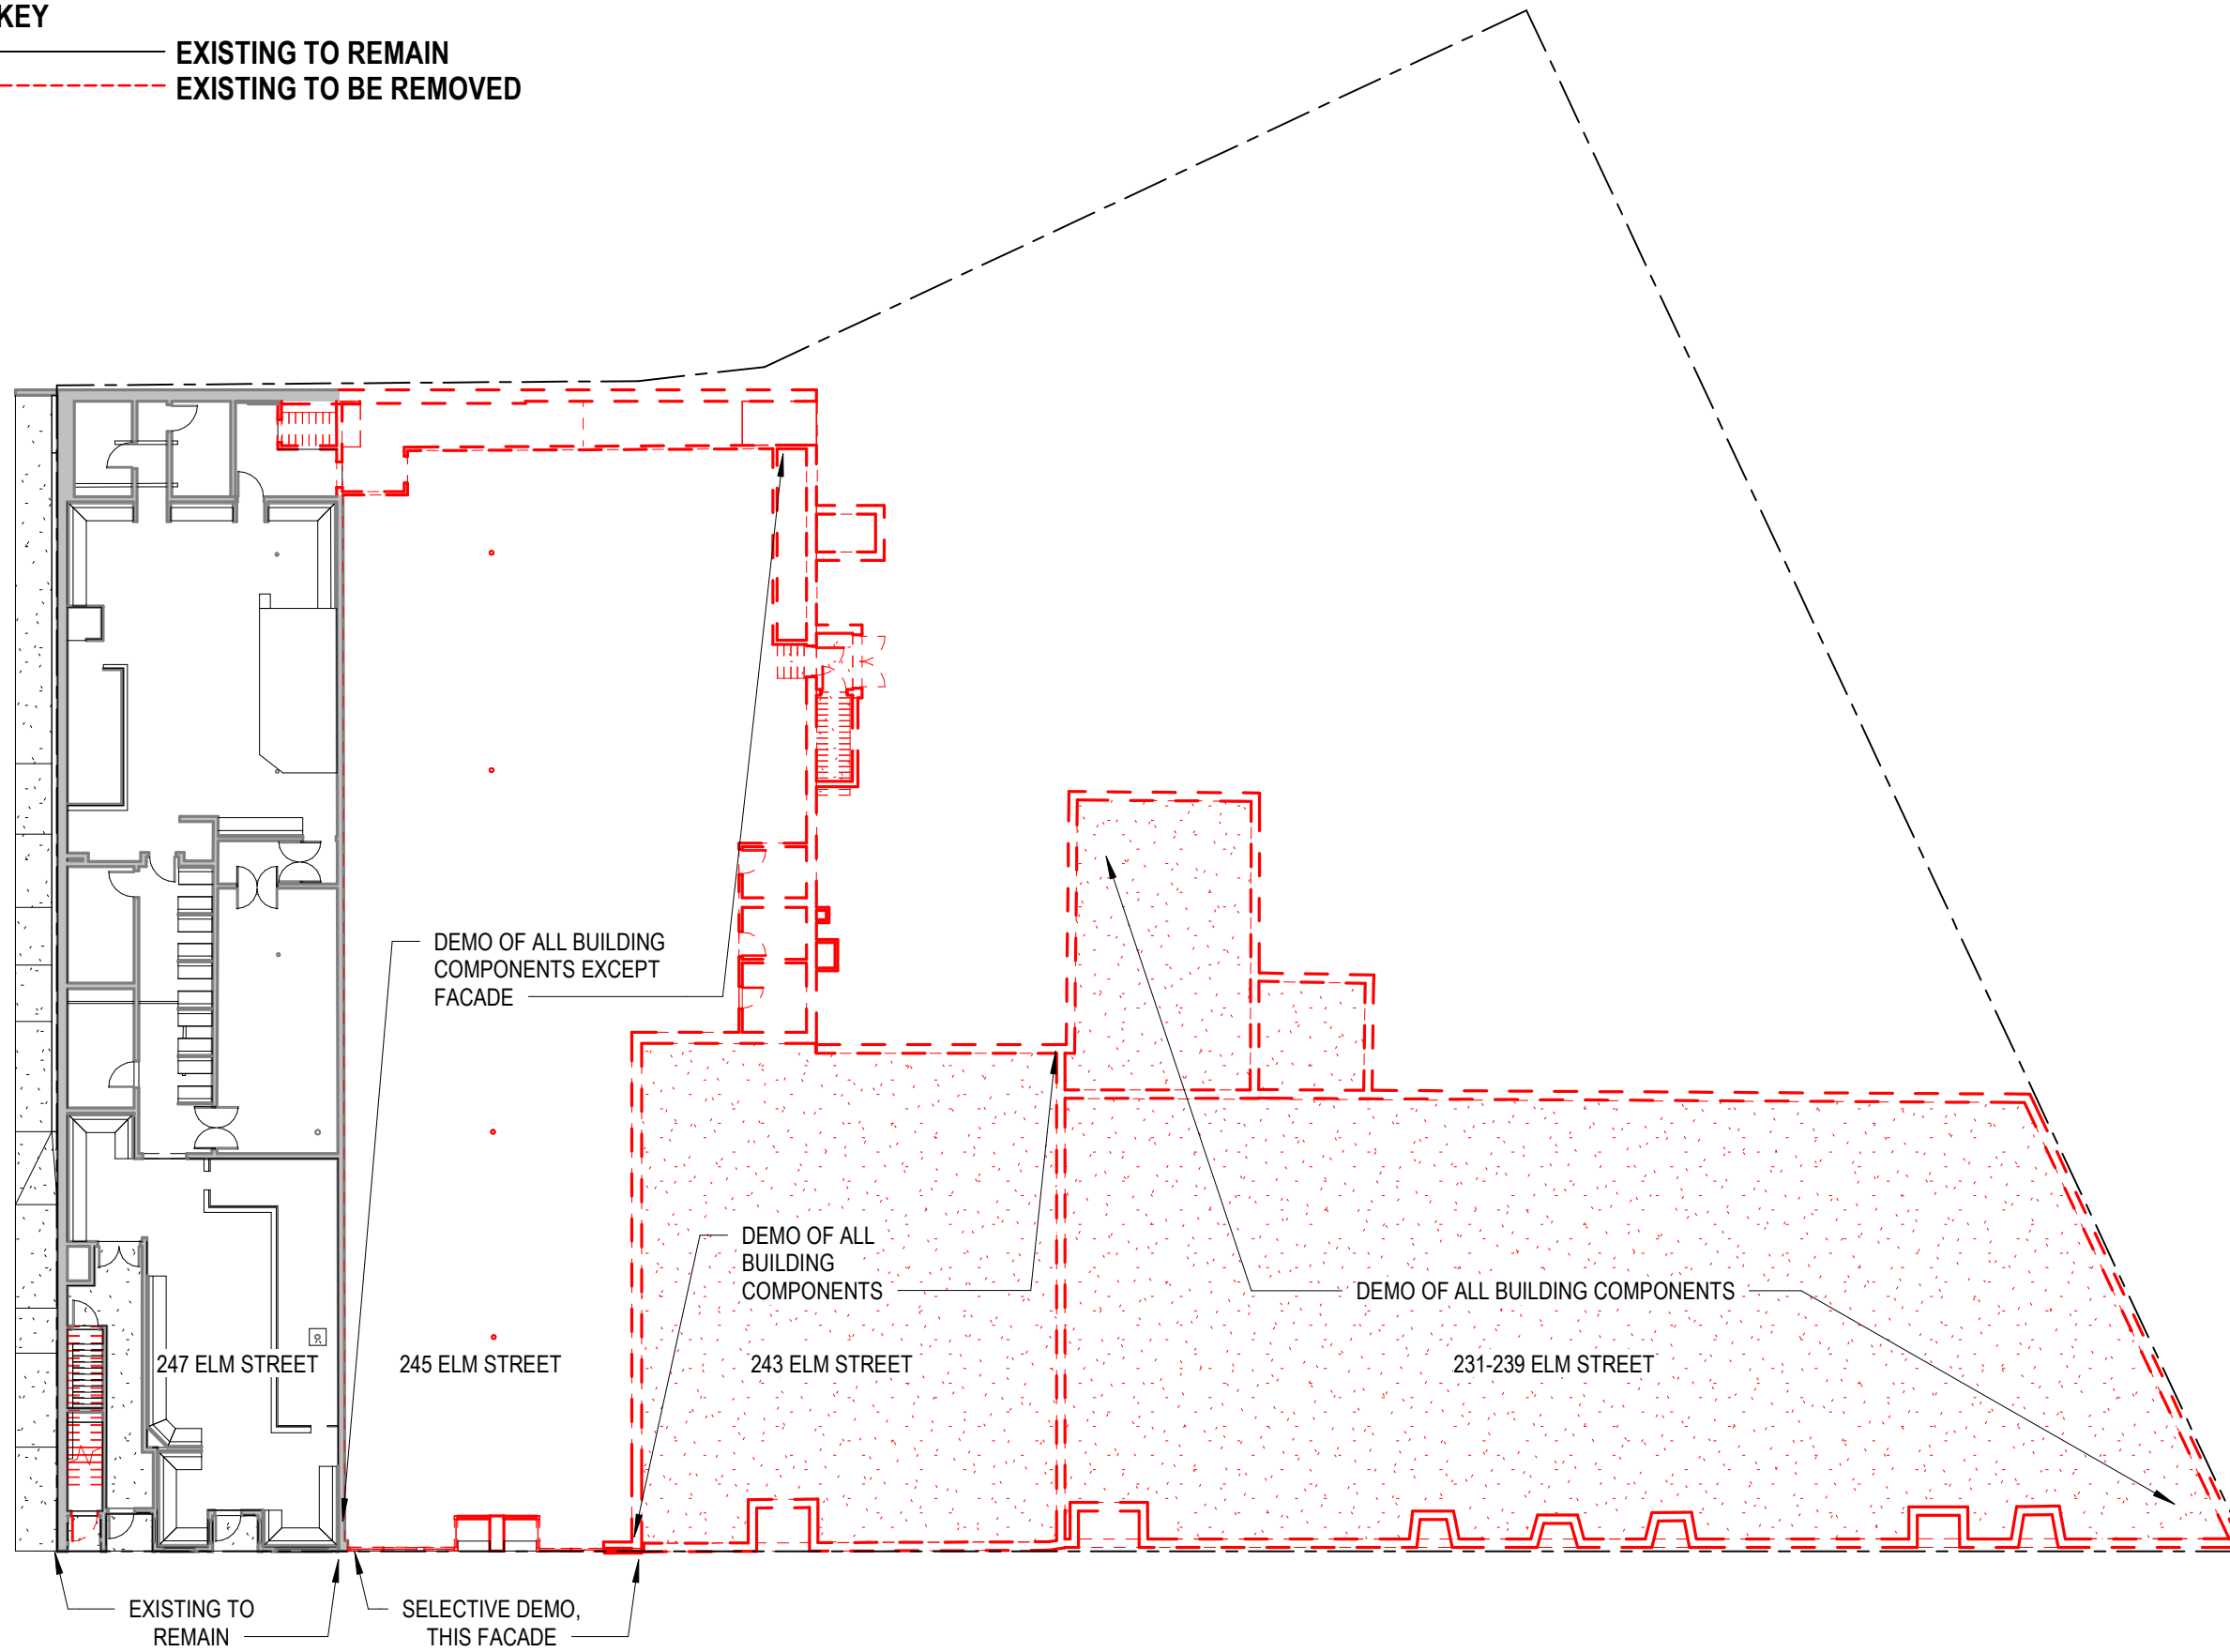 KEY
EXISTING TO REMAIN
EXISTING TO BE REMOVED
DEMO OF ALL BUILDING
COMPONENTS EXCEPT
FACADE
DEMO OF ALL
BUILDING
COMPONENTS
DEMO OF ALL BUILDING COMPONENTS
247 ELM STREET
245 ELM STREET
243 ELM STREET
231-239 ELM STREET
EXISTING TO
REMAIN
SELECTIVE DEMO,
THIS FACADE